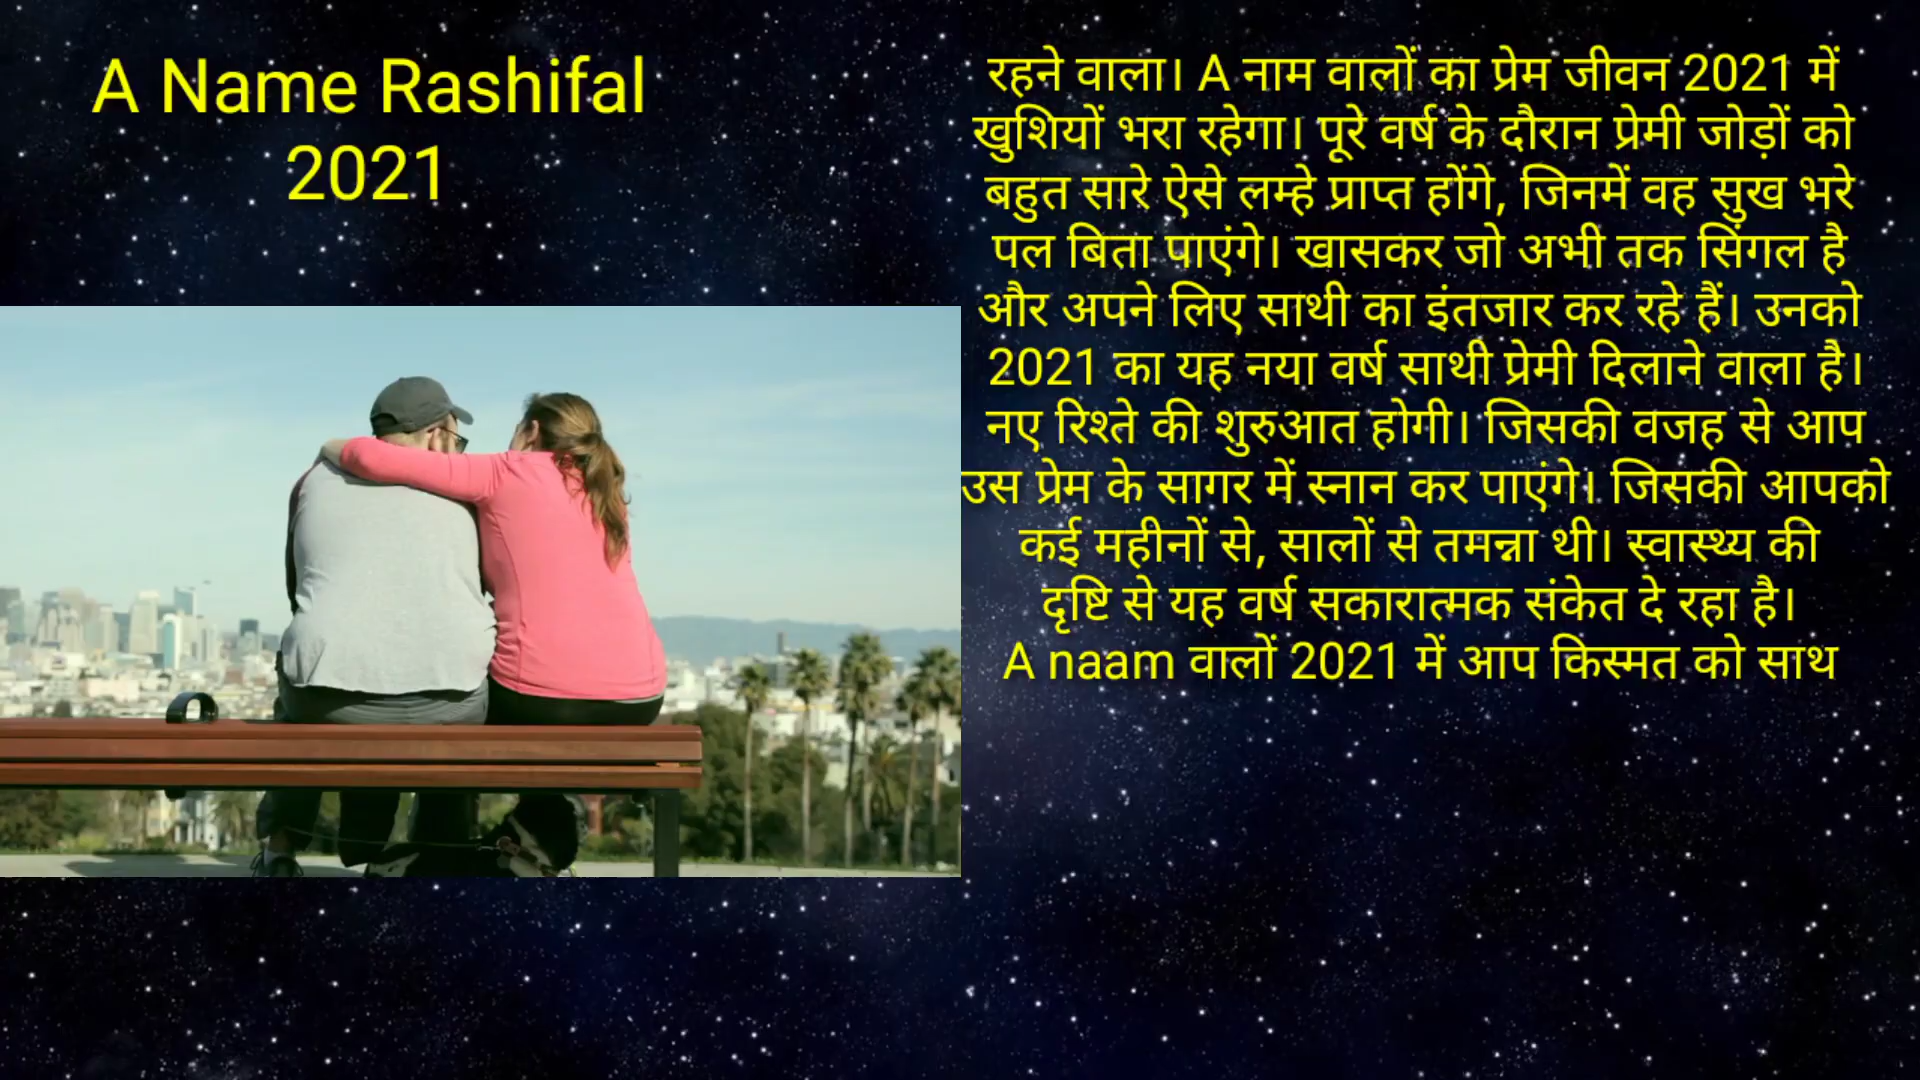 A Name Rashifal
2021
रहने वाला। A नाम वालों का प्रेम जीवन 2021 में
खुशियों भरा रहेगा। पूरे वर्ष के दौरान प्रेमी जोड़ों को
बहुत सारे ऐसे लम्हे प्राप्त होंगे, जिनमें वह सुख भरे
पल बिता पाएंगे। खासकर जो अभी तक सिंगल है
और अपने लिए साथी का इंतजार कर रहे हैं। उनको
2021 का यह नया वर्ष साथी प्रेमी दिलाने वाला है।
नए रिश्ते की शुरुआत होगी। जिसकी वजह से आप
उस प्रेम के सागर में स्नान कर पाएंगे। जिसकी आपको
कई महीनों से, सालों से तमन्ना थी। स्वास्थ्य की
दृष्टि से यह वर्ष सकारात्मक संकेत दे रहा है।
A naam वालों 2021 में आप किस्मत को साथ